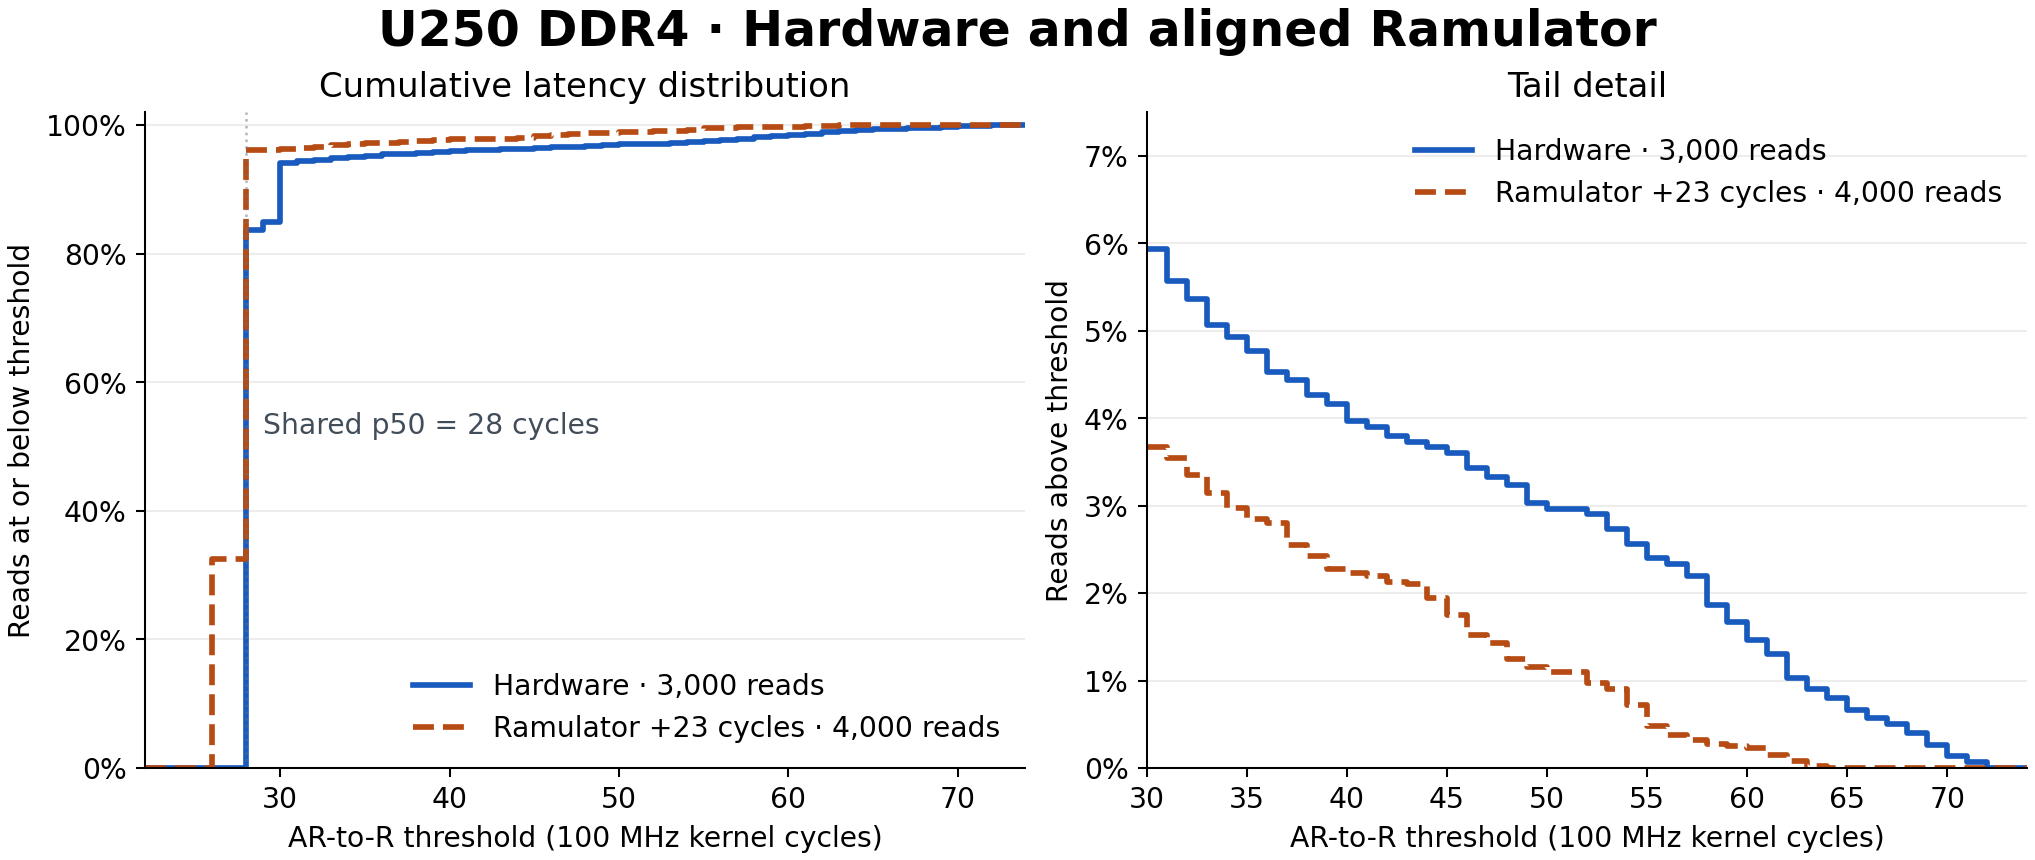 U250 DDR4 · Hardware and aligned Ramulator
Cumulative latency distribution
Reads at or below threshold
100%
80%
60%
40%
20%
0%
Shared p50 = 28 cycles
Hardware · 3,000 reads
Ramulator +23 cycles · 4,000 reads
30 40 50 60 70
AR-to-R threshold (100 MHz kernel cycles)
Tail detail
Reads above threshold
7%
6%
5%
4%
3%
2%
1%
0%
Hardware · 3,000 reads
Ramulator +23 cycles · 4,000 reads
30 35 40 45 50 55 60 65 70
AR-to-R threshold (100 MHz kernel cycles)